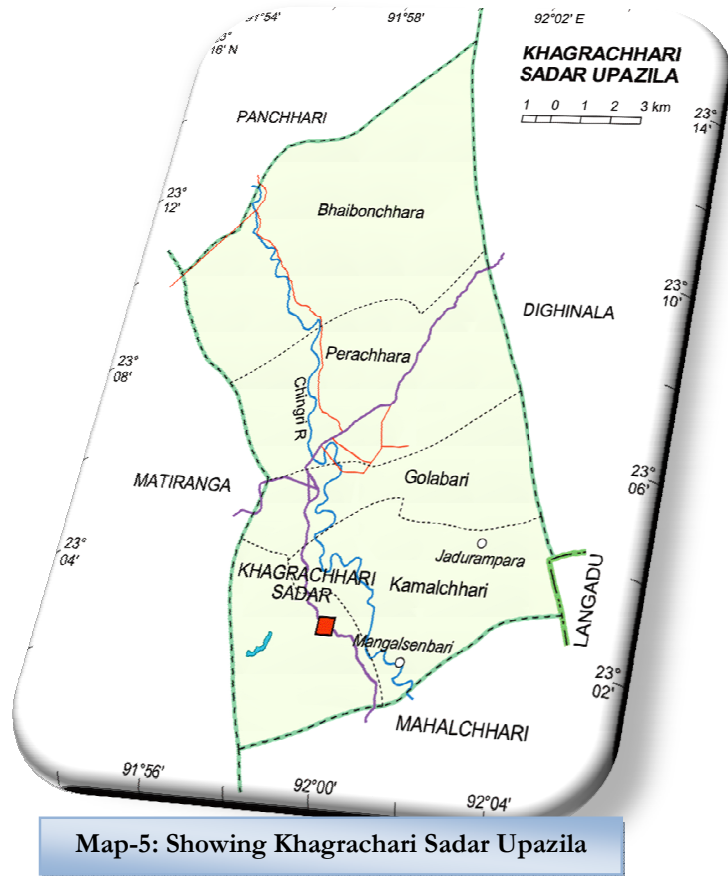 91°54'
91°58'
92°02' E
23°
16' N
KHAGRACHHARI
SADAR UPAZILA
1 0 1 2 3 km
PANCHHARI
23°
14'
23°
12'
Bhaibonchhara
23°
10'
DIGHINALA
Perachhara
23°
08'
Chingri R
MATIRANGA
Golabari
23°
06'
23°
04'
Jadurampara
KHAGRACHHARI
SADAR
Kamalchhari
LANGADU
Mangalsenbari
23°
02'
MAHALCHHARI
91°56'
92°00'
92°04'
Map-5: Showing Khagrachari Sadar Upazila